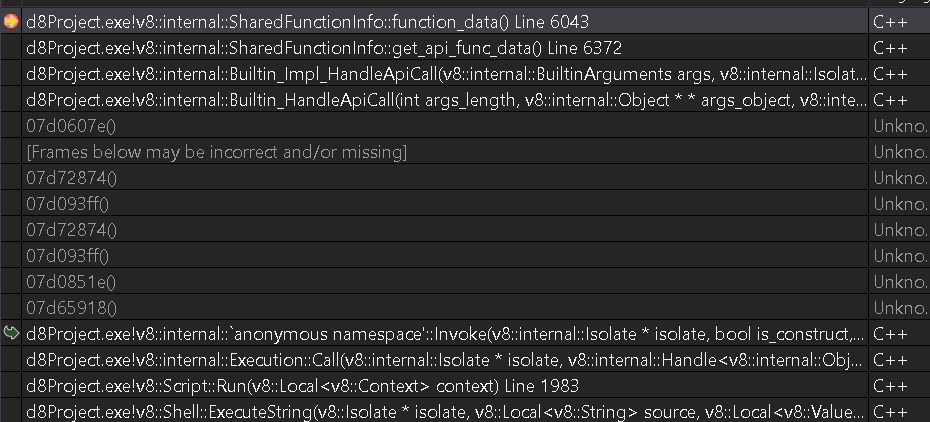 d8Project.exe!v8::internal::SharedFunctionInfo::function_data() Line 6043 C++
d8Project.exe!v8::internal::SharedFunctionInfo::get_api_func_data() Line 6372 C++
d8Project.exe!v8::internal::Builtin_Impl_HandleApiCall(v8::internal::BuiltinArguments args, v8::internal::Isolat... C++
d8Project.exe!v8::internal::Builtin_HandleApiCall(int args_length, v8::internal::Object * * args_object, v8::inte... C++
07d0607e() Unkno...
[Frames below may be incorrect and/or missing] Unkno...
07d72874() Unkno...
07d093ff() Unkno...
07d72874() Unkno...
07d093ff() Unkno...
07d0851e() Unkno...
07d65918() Unkno...
d8Project.exe!v8::internal::`anonymous namespace'::Invoke(v8::internal::Isolate * isolate, bool is_construct,... C++
d8Project.exe!v8::internal::Execution::Call(v8::internal::Isolate * isolate, v8::internal::Handle<v8::internal::Obj... C++
d8Project.exe!v8::Script::Run(v8::Local<v8::Context> context) Line 1983 C++
d8Project.exe!v8::Shell::ExecuteString(v8::Isolate * isolate, v8::Local<v8::String> source, v8::Local<v8::Value... C++